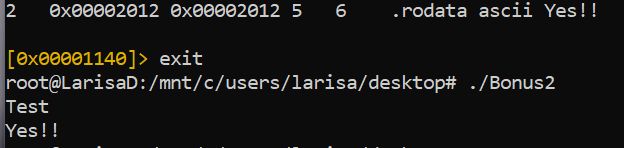 2   0x00002012 0x00002012 5   6    .rodata ascii Yes!!
[0x00001140]> exit
root@LarisaD:/mnt/c/users/larisa/desktop# ./Bonus2
Test
Yes!!